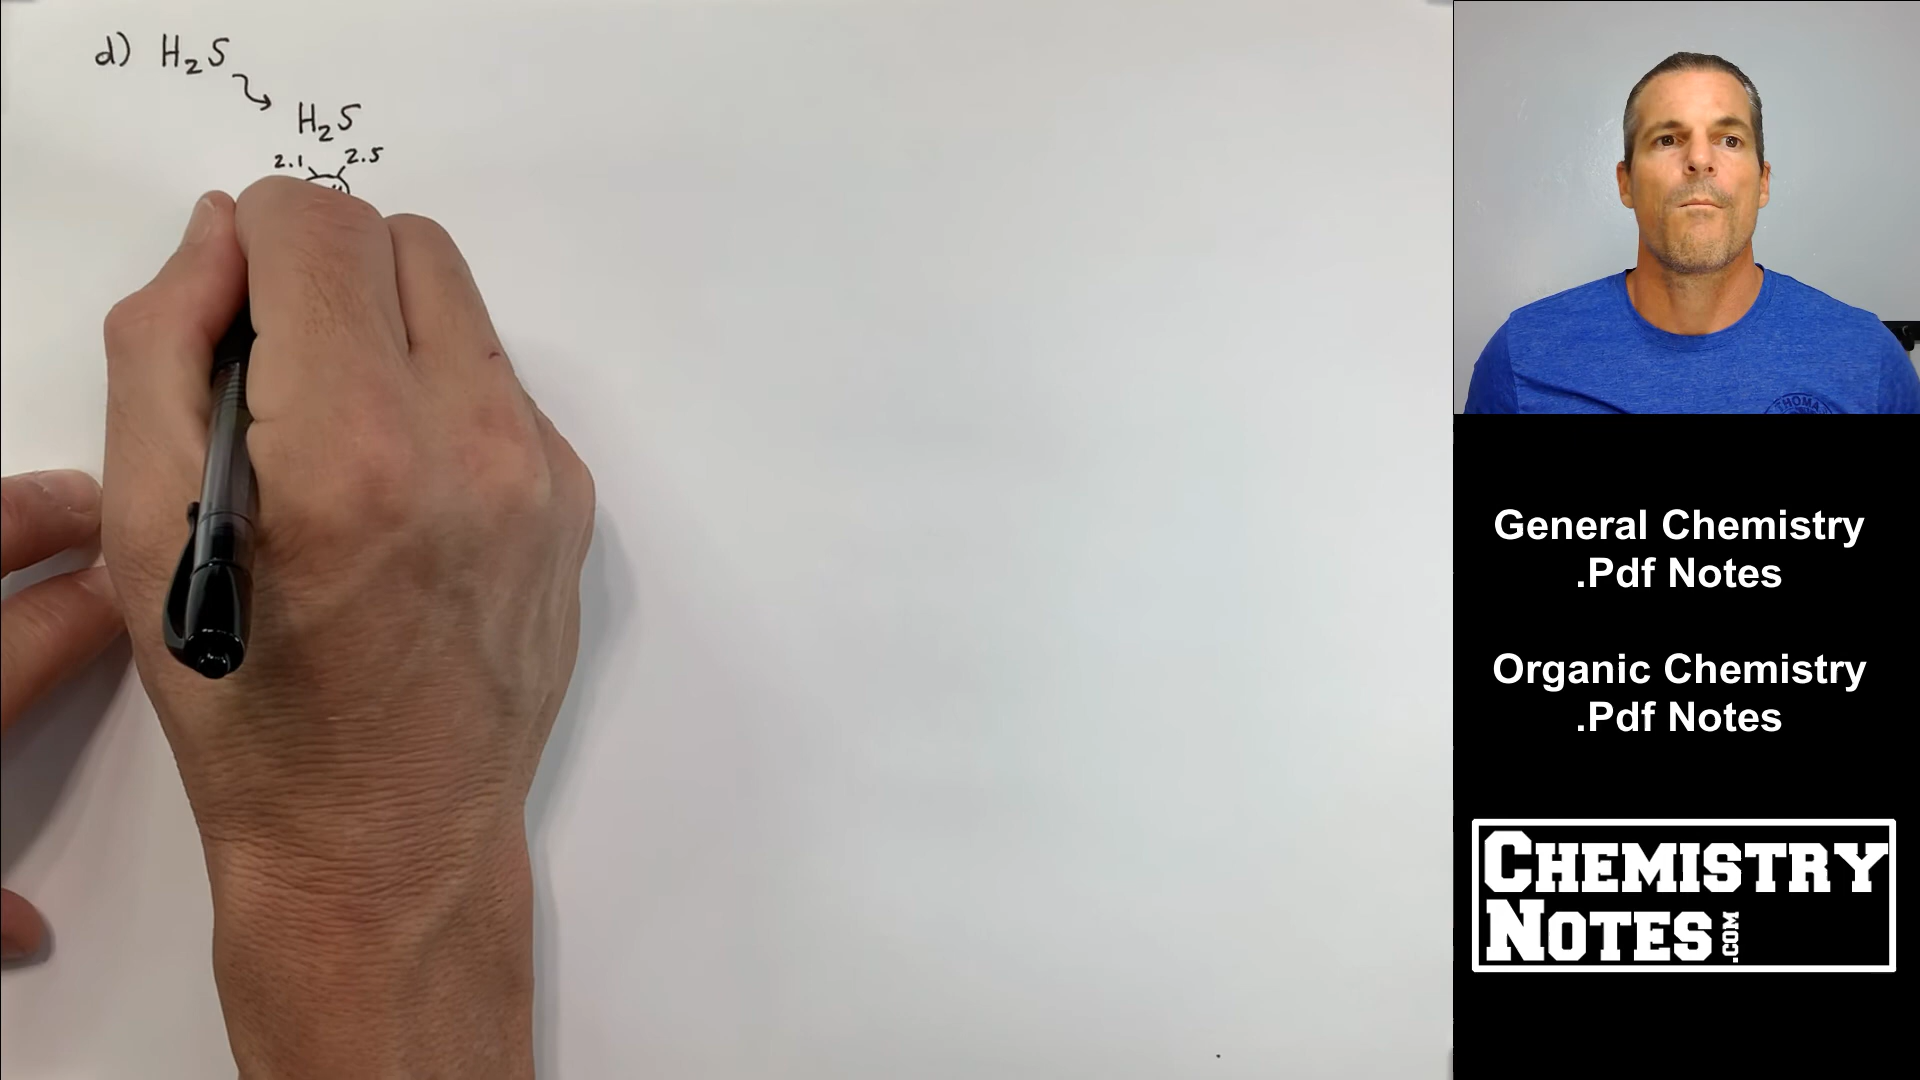 d) H₂S
H₂S
2.1 2.5
General Chemistry
.Pdf Notes
Organic Chemistry
.Pdf Notes
CHEMISTRY
NOTES.COM